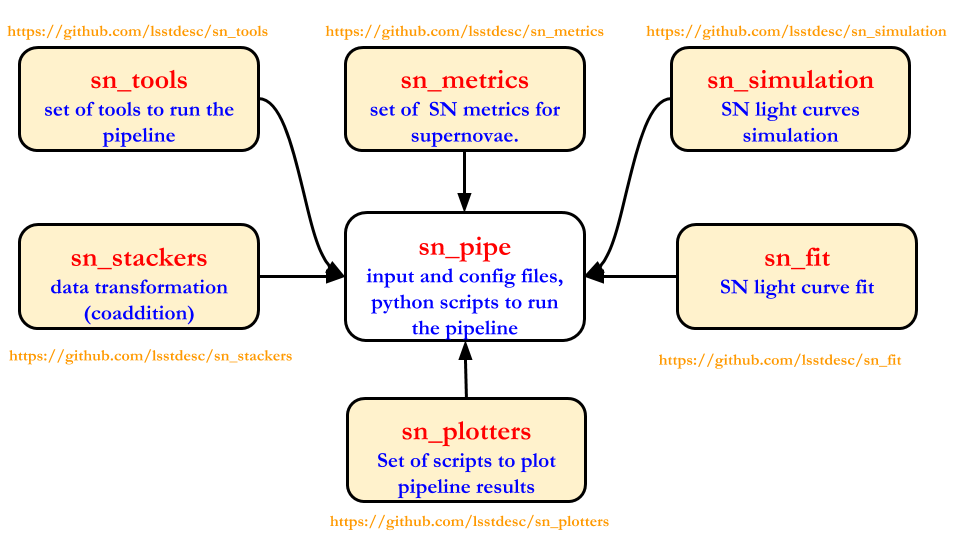 https://github.com/lsstdesc/sn_tools
https://github.com/lsstdesc/sn_metrics
https://github.com/lsstdesc/sn_simulation
sn_tools
set of tools to run the
pipeline
sn_metrics
set of  SN metrics for
supernovae.
sn_simulation
SN light curves
simulation
sn_stackers
data transformation
(coaddition)
https://github.com/lsstdesc/sn_stackers
sn_pipe
input and config files,
python scripts to run
the pipeline
sn_fit
SN light curve fit
https://github.com/lsstdesc/sn_fit
sn_plotters
Set of scripts to plot
pipeline results
https://github.com/lsstdesc/sn_plotters